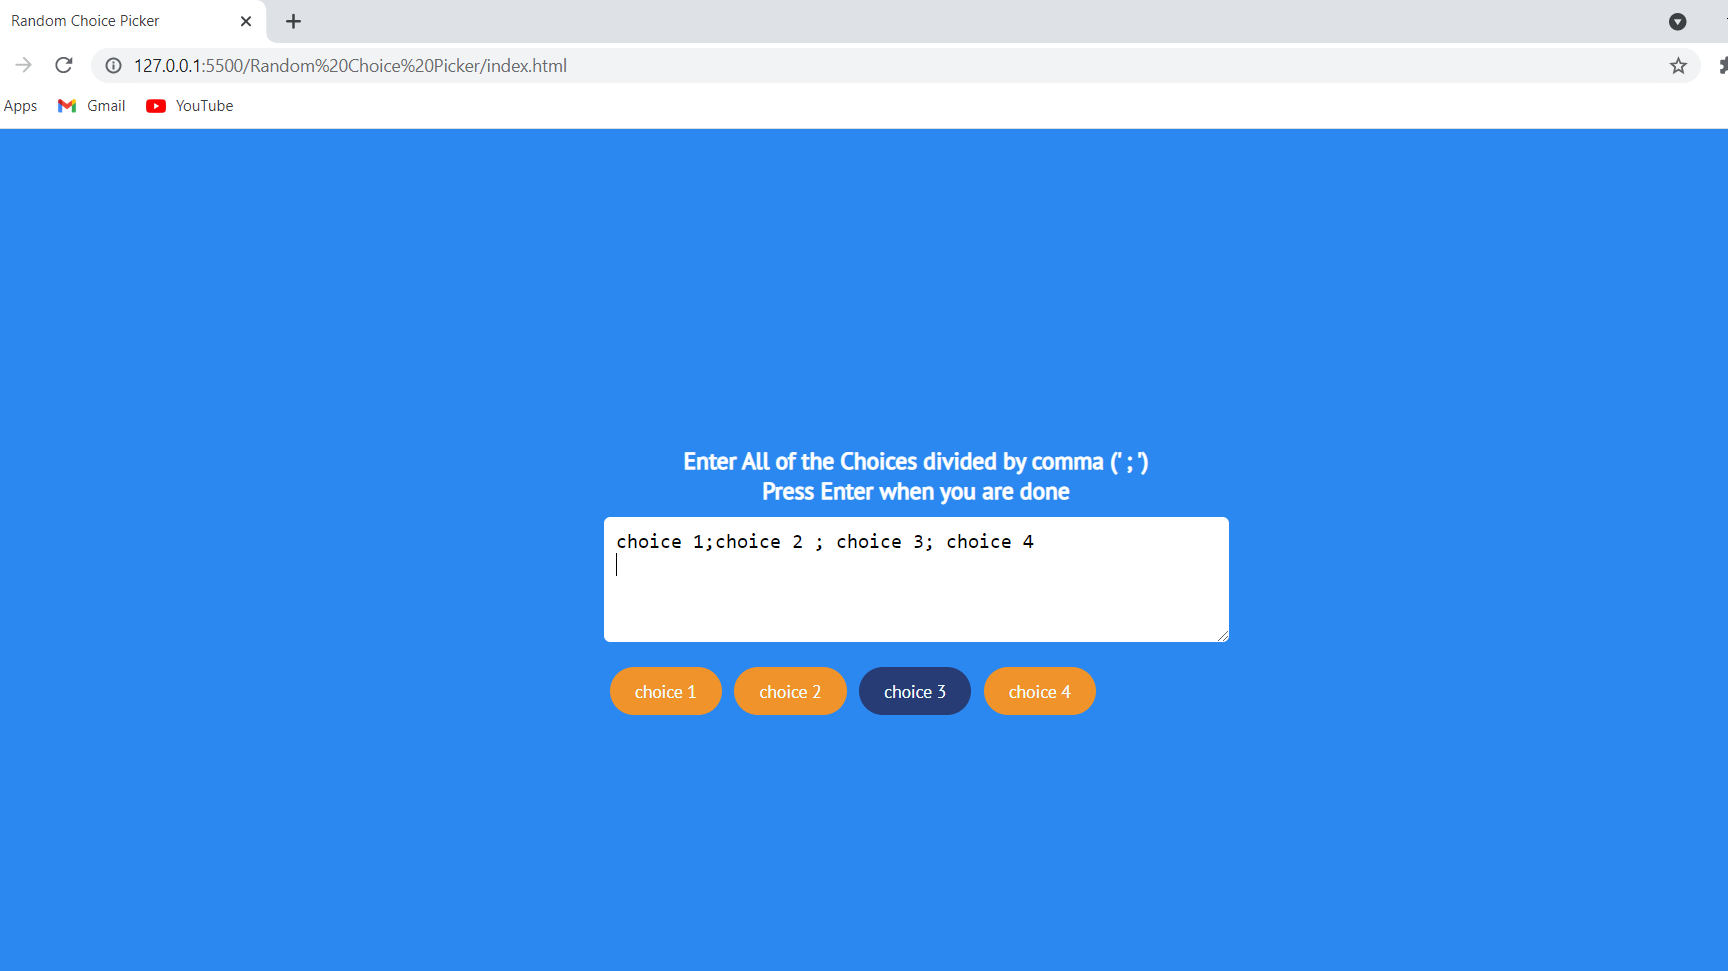 Random Choice Picker
127.0.0.1:5500/Random%20Choice%20Picker/index.html
Apps Gmail YouTube
Enter All of the Choices divided by comma (' ; ')
Press Enter when you are done
choice 1;choice 2 ; choice 3; choice 4
choice 1 choice 2 choice 3 choice 4